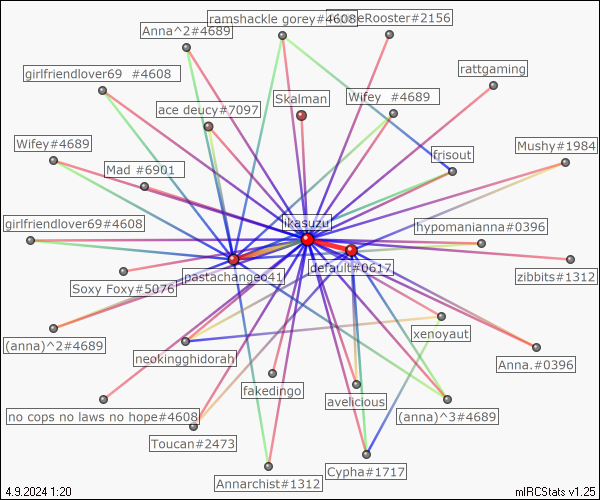 ramshackle gorey#4608
Rooster#2156
Anna^2#4689
girlfriendlover69 #4608
rattgaming
Skalman
Wifey #4689
ace deucy#7097
Wifey#4689
Mushy#1984
frisout
Mad #6901
ikasuzu
girlfriendlover69#4608
hypomanianna#0396
default#0617
pastachangeo41
zibbits#1312
Soxy Foxy#5076
xenoyaut
(anna)^2#4689
neokingghidorah
Anna.#0396
fakedingo
avelicious
no cops no laws no hope#4608
(anna)^3#4689
Toucan#2473
Cypha#1717
Annarchist#1312
4.9.2024 1:20
mIRCStats v1.25